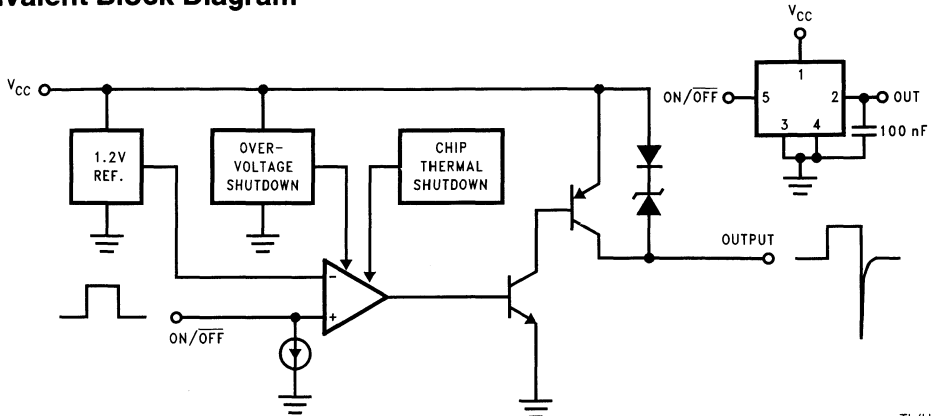 ivalent Block Diagram
VCC
1.2V
REF.
OVER-
VOLTAGE
SHUTDOWN
CHIP
THERMAL
SHUTDOWN
-
+
ON/OFF
OUTPUT
VCC
1
ON/OFF
5
2
OUT
3
4
100 nF